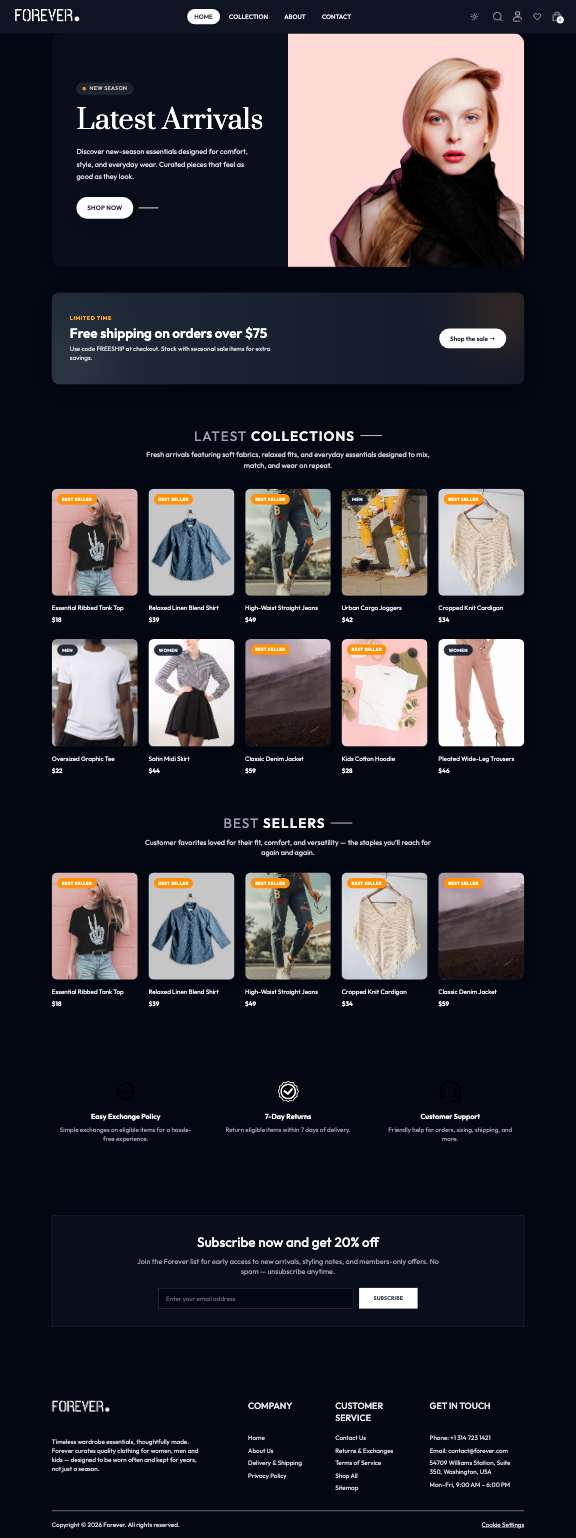 FOREVER.
HOME COLLECTION ABOUT CONTACT
0
NEW SEASON
Latest Arrivals
Discover new-season essentials designed for comfort,
style, and everyday wear. Curated pieces that feel as
good as they look.
SHOP NOW
LIMITED TIME
Free shipping on orders over $75
Use code FREESHIP at checkout. Stack with seasonal sale items for extra
savings.
Shop the sale →
LATEST COLLECTIONS
Fresh arrivals featuring soft fabrics, relaxed fits, and everyday essentials designed to mix,
match, and wear on repeat.
BEST SELLER BEST SELLER BEST SELLER MEN BEST SELLER
Essential Ribbed Tank Top Relaxed Linen Blend Shirt High-Waist Straight Jeans Urban Cargo Joggers Cropped Knit Cardigan
$18 $39 $49 $42 $34
MEN WOMEN BEST SELLER BEST SELLER WOMEN
Oversized Graphic Tee Satin Midi Skirt Classic Denim Jacket Kids Cotton Hoodie Pleated Wide-Leg Trousers
$22 $44 $59 $28 $46
BEST SELLERS
Customer favorites loved for their fit, comfort, and versatility — the staples you'll reach for
again and again.
BEST SELLER BEST SELLER BEST SELLER BEST SELLER BEST SELLER
Essential Ribbed Tank Top Relaxed Linen Blend Shirt High-Waist Straight Jeans Cropped Knit Cardigan Classic Denim Jacket
$18 $39 $49 $34 $59
Easy Exchange Policy
Simple exchanges on eligible items for a hassle-
free experience.
7-Day Returns
Return eligible items within 7 days of delivery.
Customer Support
Friendly help for orders, sizing, shipping, and
more.
Subscribe now and get 20% off
Join the Forever list for early access to new arrivals, styling notes, and members-only offers. No
spam — unsubscribe anytime.
Enter your email address
SUBSCRIBE
FOREVER.
Timeless wardrobe essentials, thoughtfully made.
Forever curates quality clothing for women, men and
kids — designed to be worn often and kept for years,
not just a season.
COMPANY
Home
About Us
Delivery & Shipping
Privacy Policy
CUSTOMER
SERVICE
Contact Us
Returns & Exchanges
Terms of Service
Shop All
Sitemap
GET IN TOUCH
Phone: +1 314 723 1421
Email: contact@forever.com
54709 Williams Station, Suite
350, Washington, USA
Mon–Fri, 9:00 AM – 6:00 PM
Copyright © 2026 Forever. All rights reserved.
Cookie Settings